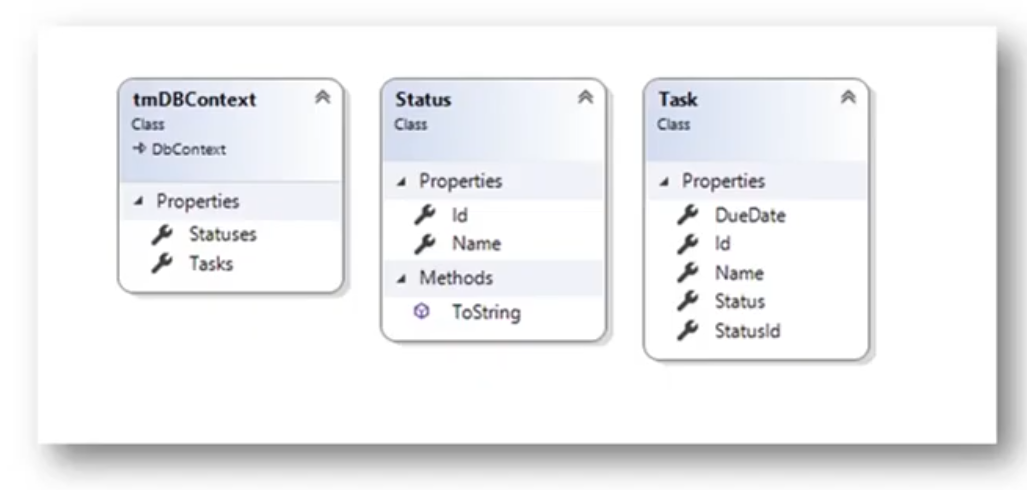 tmDBContext
Class
DbContext
Properties
Statuses
Tasks
Status
Class
Properties
Id
Name
Methods
ToString
Task
Class
Properties
DueDate
Id
Name
Status
StatusId